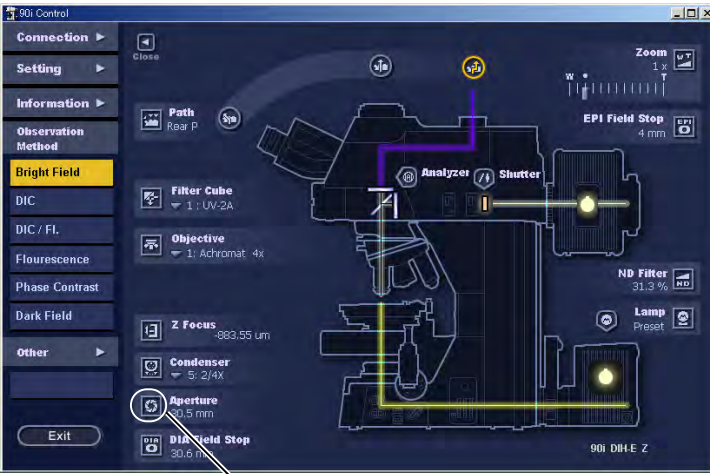 90i Control
Connection
Setting
Information
Observation
Method
Bright Field
DIC
DIC / Fl.
Flourescence
Phase Contrast
Dark Field
Other
Exit
Close
Path
Rear P
Filter Cube
1 : UV-2A
Objective
1: Achromat 4x
Z Focus
-883.55 um
Condenser
5: 2/4X
Aperture
30.5 mm
DIA
DIA Field Stop
30.6 mm
Analyzer
Shutter
Zoom
1 x
W T
W T
EPI Field Stop
4 mm
EPI
ND Filter
31.3 %
ND
Lamp
Preset
90i DIH-E Z